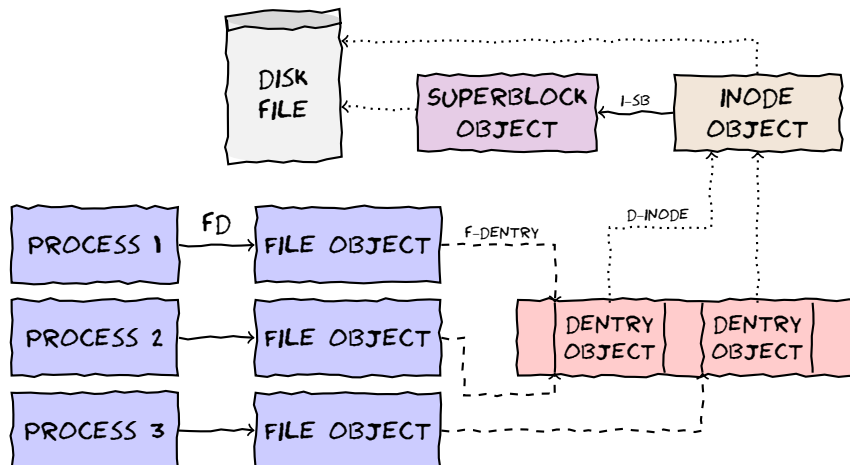 DISK
FILE
SUPERBLOCK
OBJECT
I-SB
INODE
OBJECT
PROCESS 1
FD
FILE OBJECT
F-DENTRY
D-INODE
PROCESS 2
FILE OBJECT
DENTRY
OBJECT
DENTRY
OBJECT
PROCESS 3
FILE OBJECT